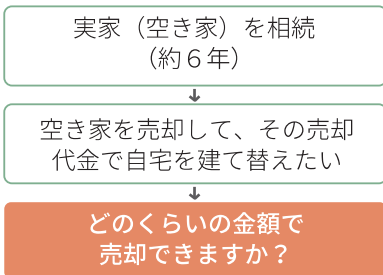 実家（空き家）を相続
（約６年）
空き家を売却して、その売却
代金で自宅を建て替えたい
どのくらいの金額で
売却できますか？